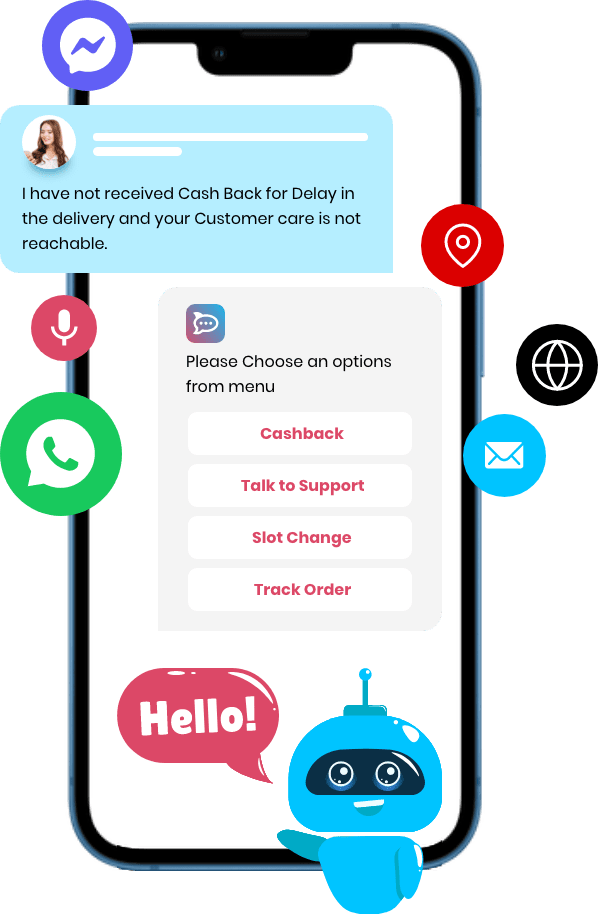 I have not received Cash Back for Delay in
the delivery and your Customer care is not
reachable.
Please Choose an options
from menu
Cashback
Talk to Support
Slot Change
Track Order
Hello!